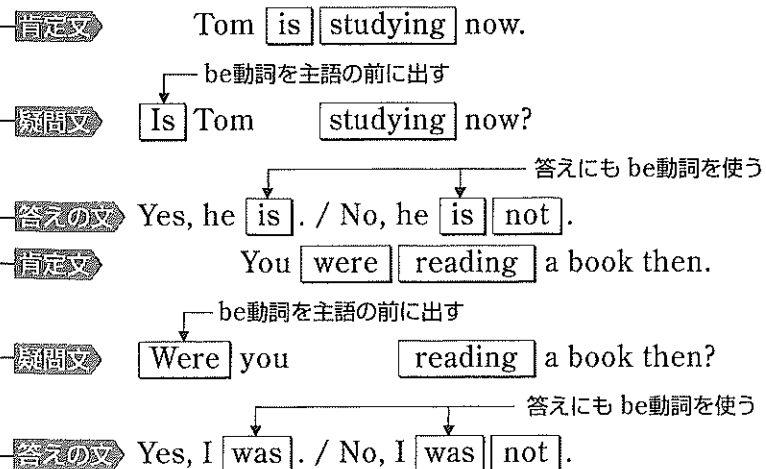 肯定文 Tom is studying now.
be動詞を主語の前に出す
疑問文 Is Tom studying now?
答えにも be動詞を使う
答えの文 Yes, he is. / No, he is not.
肯定文 You were reading a book then.
be動詞を主語の前に出す
疑問文 Were you reading a book then?
答えにも be動詞を使う
答えの文 Yes, I was. / No, I was not.